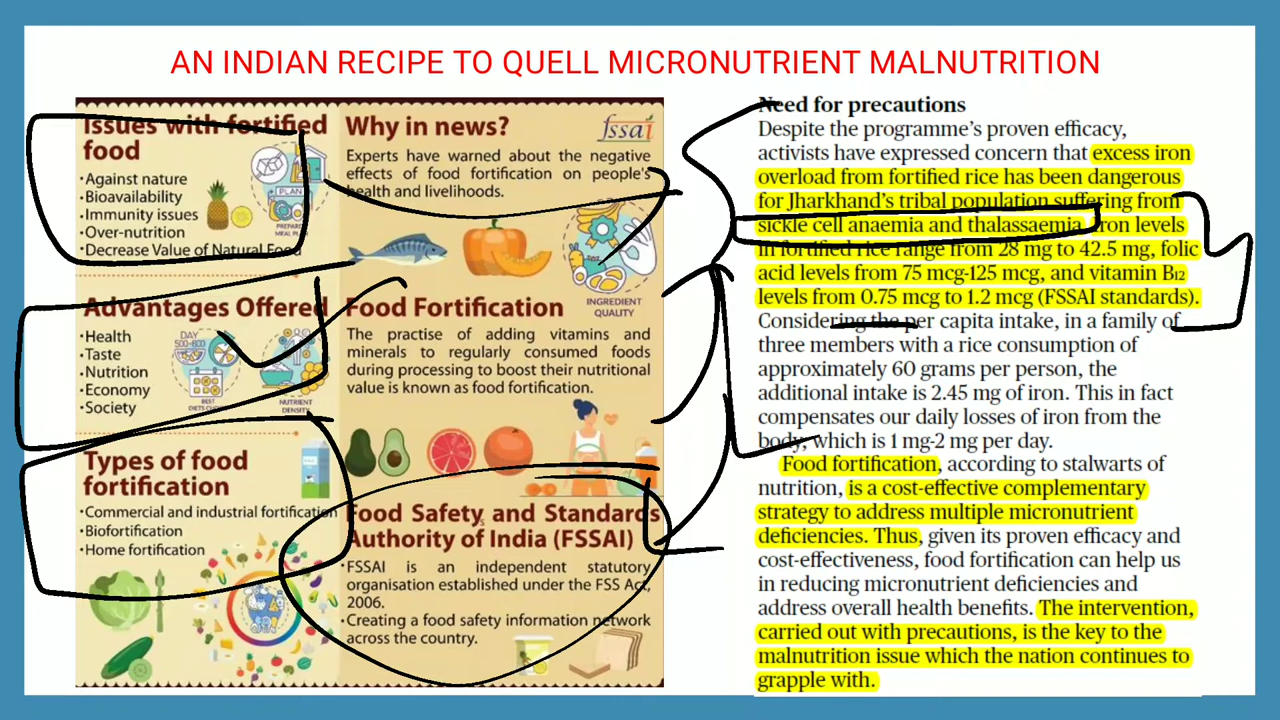 AN INDIAN RECIPE TO QUELL MICRONUTRIENT MALNUTRITION
Issues with fortified
food
•Against nature
•Bioavailability
•Immunity issues
•Over-nutrition
•Decrease Value of Natural Food
PLAN
Advantages Offered
•Health
•Taste
•Nutrition
•Economy
•Society
DAY
500-800
BEST
NUTRIENT
DENSITY
Types of food
fortification
•Commercial and industrial fortification
•Biofortification
•Home fortification
Why in news?
fssai
Experts have warned about the negative
effects of food fortification on people's
health and livelihoods.
INGREDIENT
QUALITY
Food Fortification
The practise of adding vitamins and
minerals to regularly consumed foods
during processing to boost their nutritional
value is known as food fortification.
Food Safety and Standards
Authority of India (FSSAI)
•FSSAI is an independent statutory
organisation established under the FSS Act,
2006.
•Creating a food safety information network
across the country.
Need for precautions
Despite the programme's proven efficacy,
activists have expressed concern that excess iron
overload from fortified rice has been dangerous
for Jharkhand's tribal population suffering from
sickle cell anaemia and thalassaemia. Iron levels
in fortified rice range from 28 mg to 42.5 mg, folic
acid levels from 75 mcg-125 mcg, and vitamin B12
levels from 0.75 mcg to 1.2 mcg (FSSAI standards).
Considering the per capita intake, in a family of
three members with a rice consumption of
approximately 60 grams per person, the
additional intake is 2.45 mg of iron. This in fact
compensates our daily losses of iron from the
body, which is 1 mg-2 mg per day.
Food fortification, according to stalwarts of
nutrition, is a cost-effective complementary
strategy to address multiple micronutrient
deficiencies. Thus, given its proven efficacy and
cost-effectiveness, food fortification can help us
in reducing micronutrient deficiencies and
address overall health benefits. The intervention,
carried out with precautions, is the key to the
malnutrition issue which the nation continues to
grapple with.